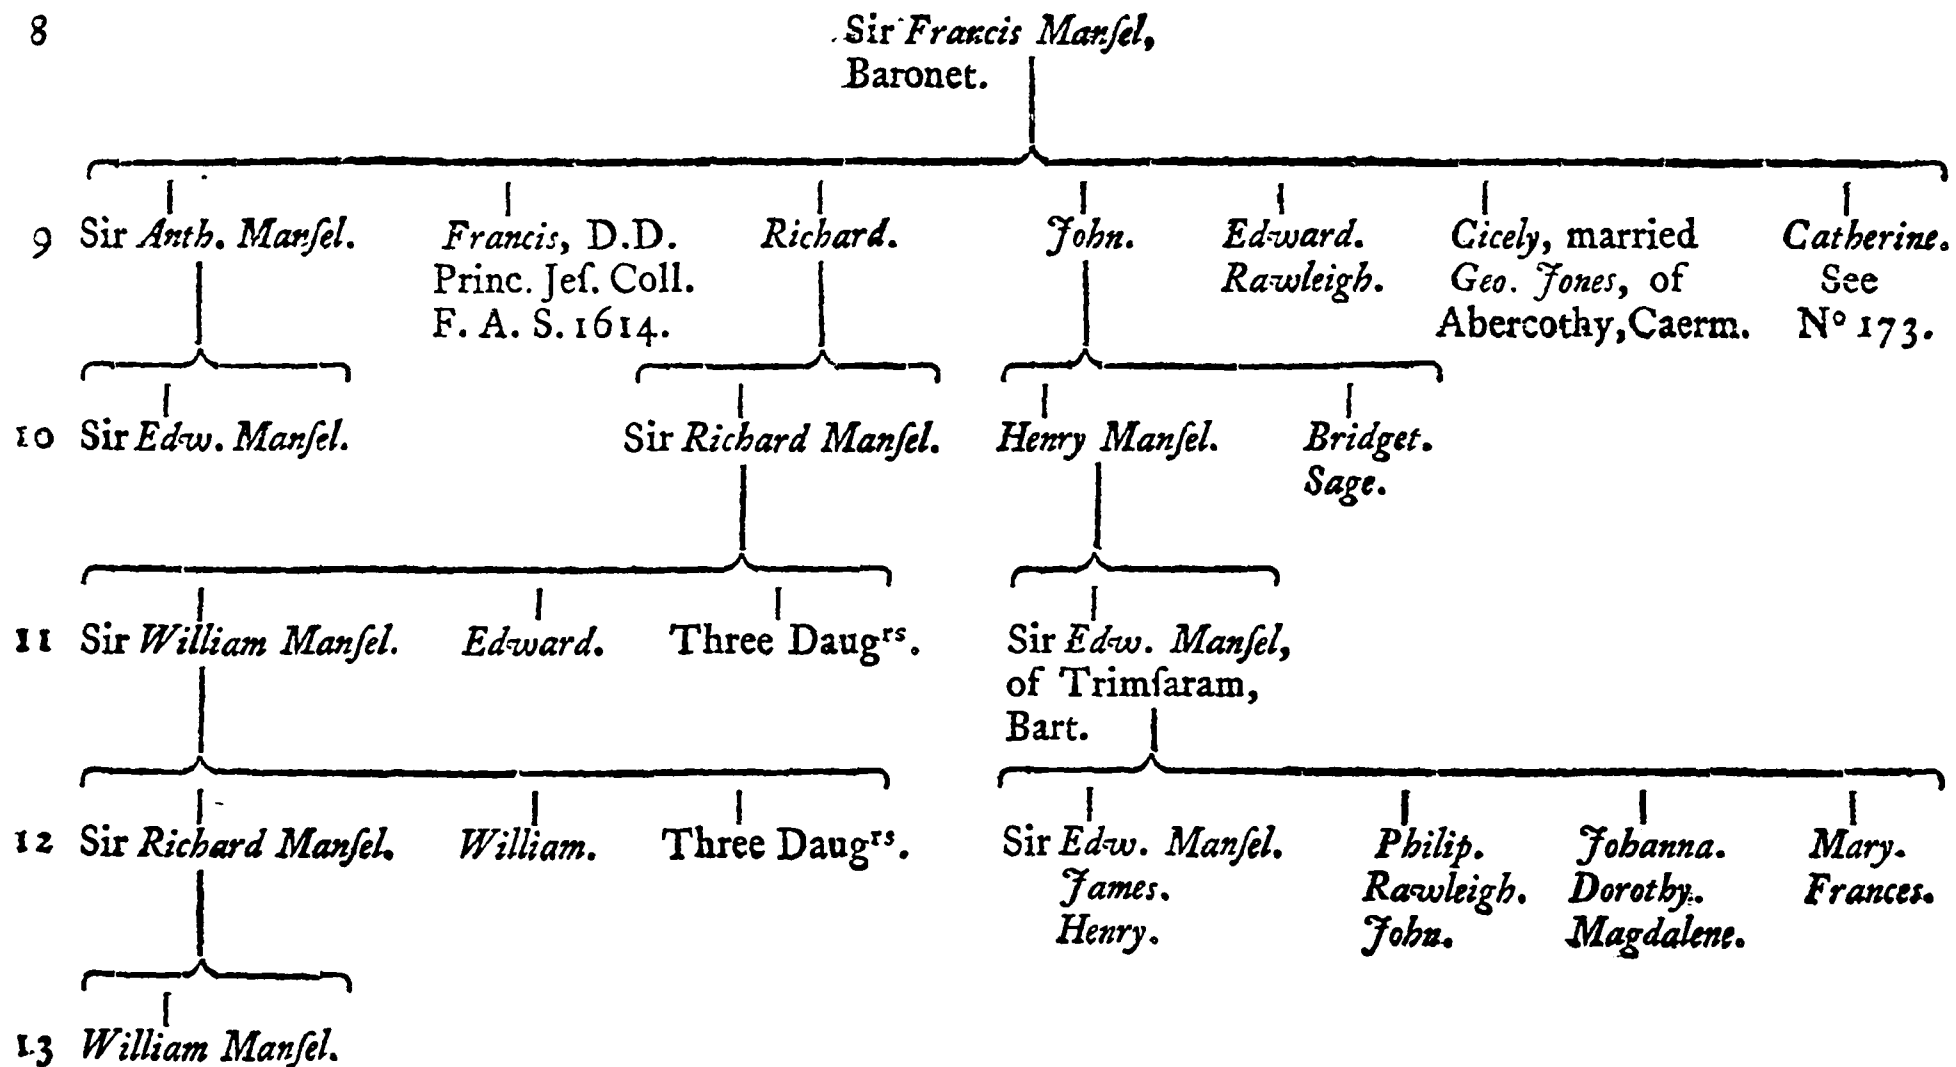 8 Sir Francis Manſel,
Baronet.
9 Sir Anth. Manſel. Francis, D.D. Richard. John. Edward. Cicely, married Catherine.
Princ. Jeſ. Coll. Rawleigh. Geo. Jones, of See
F. A. S. 1614. Abercothy, Caerm. Nº 173.
10 Sir Edw. Manſel. Sir Richard Manſel. Henry Manſel. Bridget.
Sage.
11 Sir William Manſel. Edward. Three Daugʳˢ. Sir Edw. Manſel,
of Trimſaram,
Bart.
12 Sir Richard Manſel. William. Three Daugʳˢ. Sir Edw. Manſel. Philip. Johanna. Mary.
James. Rawleigh. Dorothy. Frances.
Henry. John. Magdalene.
13 William Manſel.